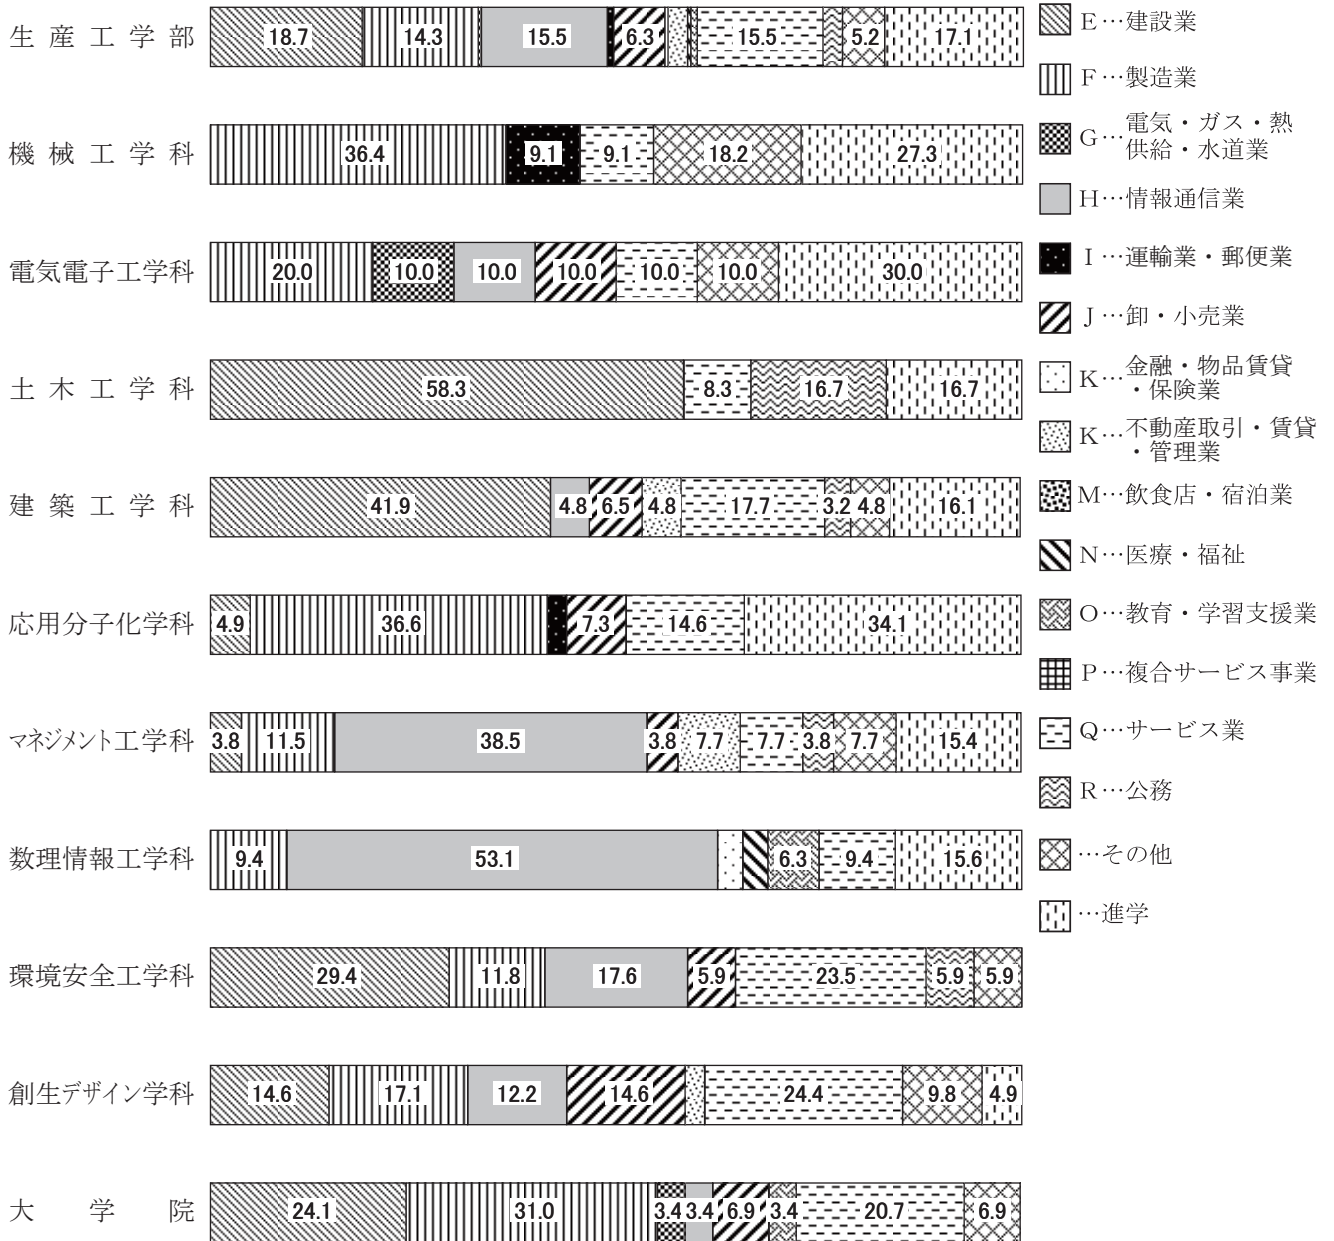 生産工学部 18.7 14.3 15.5 6.3 15.5 5.2 17.1
機械工学科 36.4 9.1 9.1 18.2 27.3
電気電子工学科 20.0 10.0 10.0 10.0 10.0 10.0 30.0
土木工学科 58.3 8.3 16.7 16.7
建築工学科 41.9 4.8 6.5 4.8 17.7 3.2 4.8 16.1
応用分子化学科 4.9 36.6 7.3 14.6 34.1
マネジメント工学科 3.8 11.5 38.5 3.8 7.7 7.7 3.8 7.7 15.4
数理情報工学科 9.4 53.1 6.3 9.4 15.6
環境安全工学科 29.4 11.8 17.6 5.9 23.5 5.9 5.9
創生デザイン学科 14.6 17.1 12.2 14.6 24.4 9.8 4.9
大学院 24.1 31.0 3.4 3.4 6.9 3.4 20.7 6.9
E…建設業
F…製造業
G…電気・ガス・熱
供給・水道業
H…情報通信業
I…運輸業・郵便業
J…卸・小売業
K…金融・物品賃貸
・保険業
K…不動産取引・賃貸
・管理業
M…飲食店・宿泊業
N…医療・福祉
O…教育・学習支援業
P…複合サービス事業
Q…サービス業
R…公務
…その他
…進学